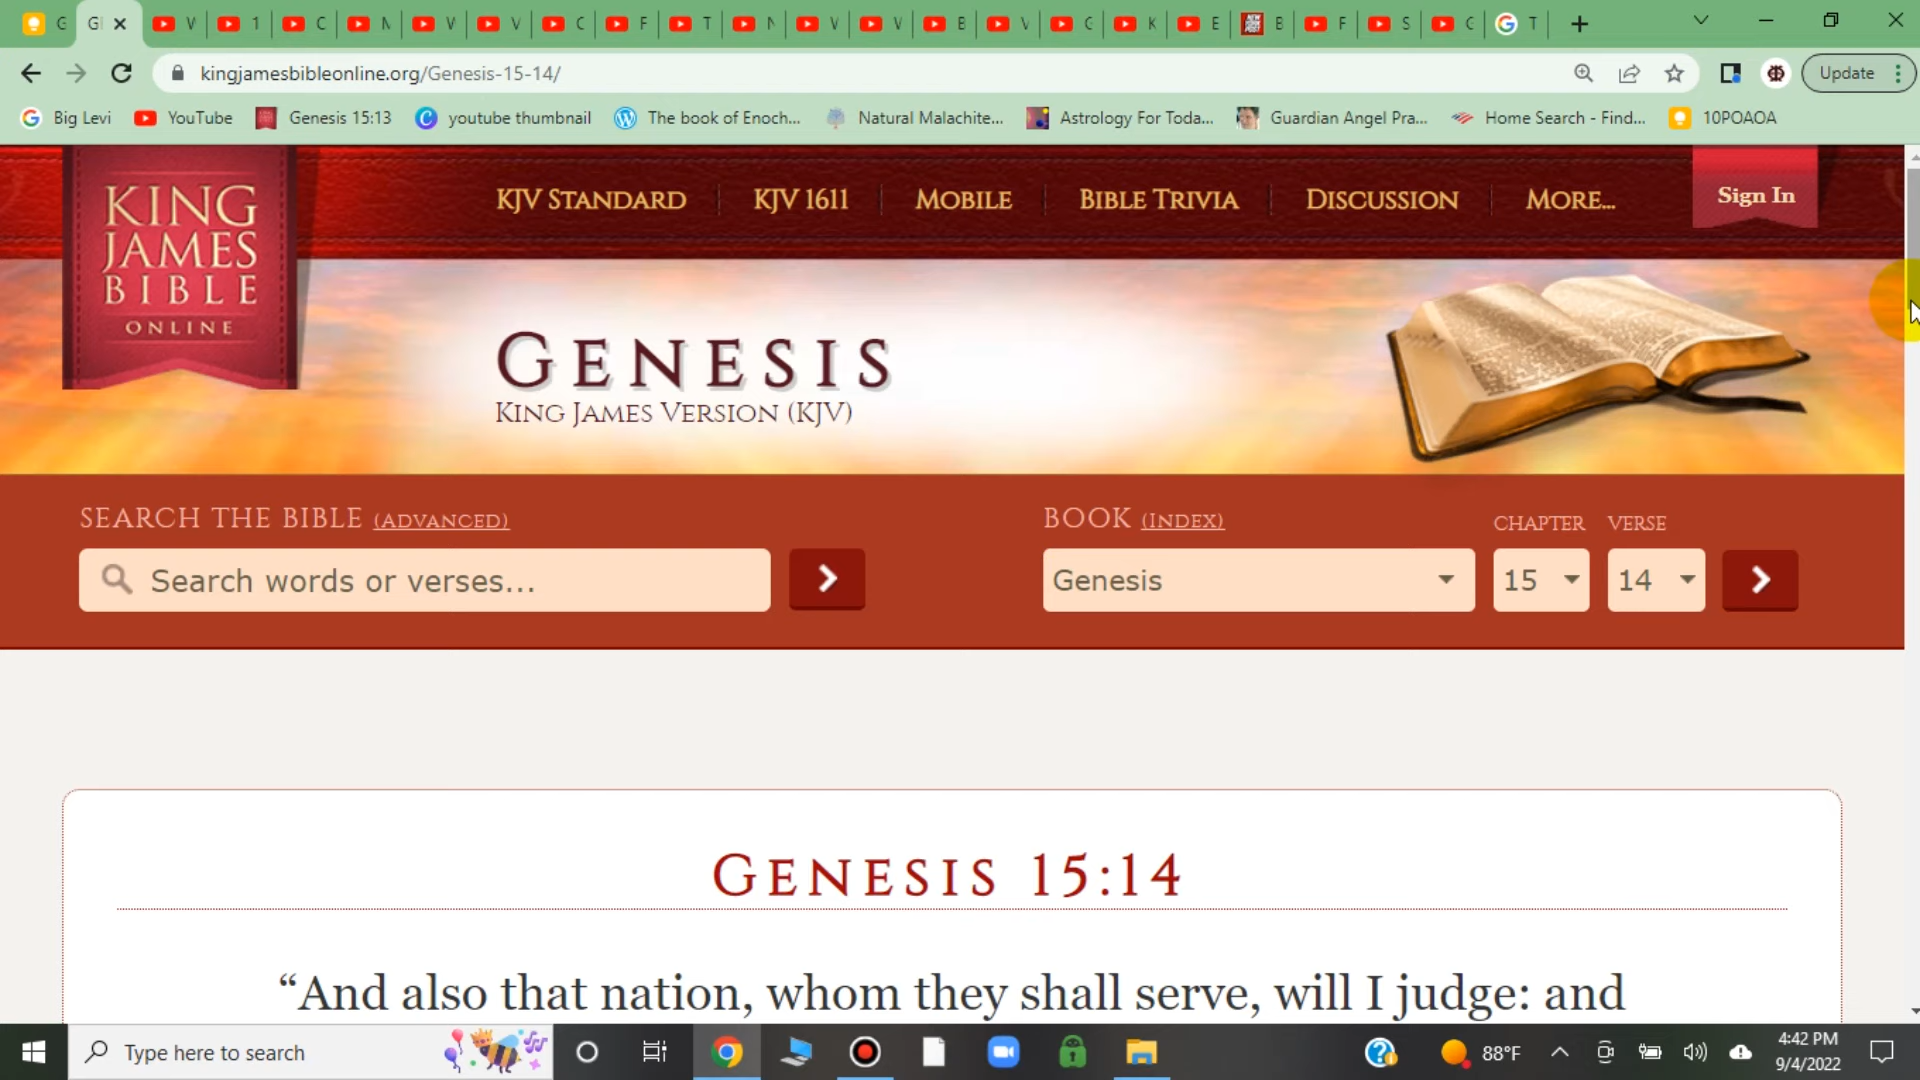 G
G
V
1
C
N
V
V
C
F
T
N
V
V
B
V
C
K
E
B
F
S
C
T
kingjamesbibleonline.org/Genesis-15-14/
Update
Big Levi
YouTube
Genesis 15:13
youtube thumbnail
The book of Enoch...
Natural Malachite...
Astrology For Toda...
Guardian Angel Pra...
Home Search - Find...
10POAOA
KING
JAMES
BIBLE
ONLINE
KJV STANDARD
KJV 1611
MOBILE
BIBLE TRIVIA
DISCUSSION
MORE...
Sign In
GENESIS
KING JAMES VERSION (KJV)
SEARCH THE BIBLE (ADVANCED)
Search words or verses...
BOOK (INDEX)
CHAPTER
VERSE
Genesis
15
14
GENESIS 15:14
“And also that nation, whom they shall serve, will I judge: and
Type here to search
88°F
4:42 PM
9/4/2022